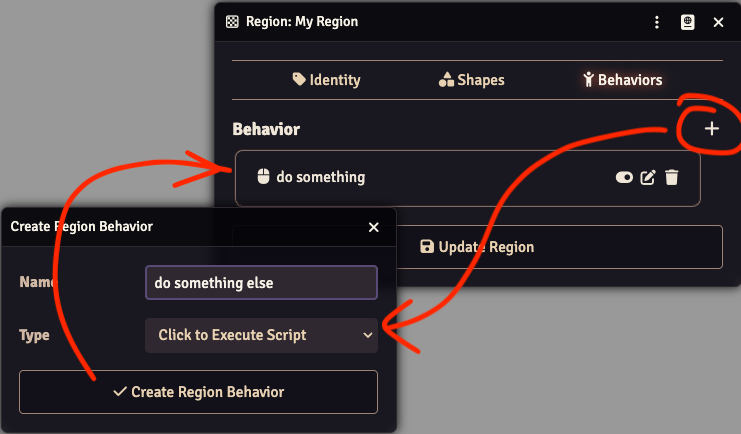 Region: My Region
Identity
Shapes
Behaviors
Behavior
do something
Update Region
Create Region Behavior
Name
do something else
Type
Click to Execute Script
Create Region Behavior